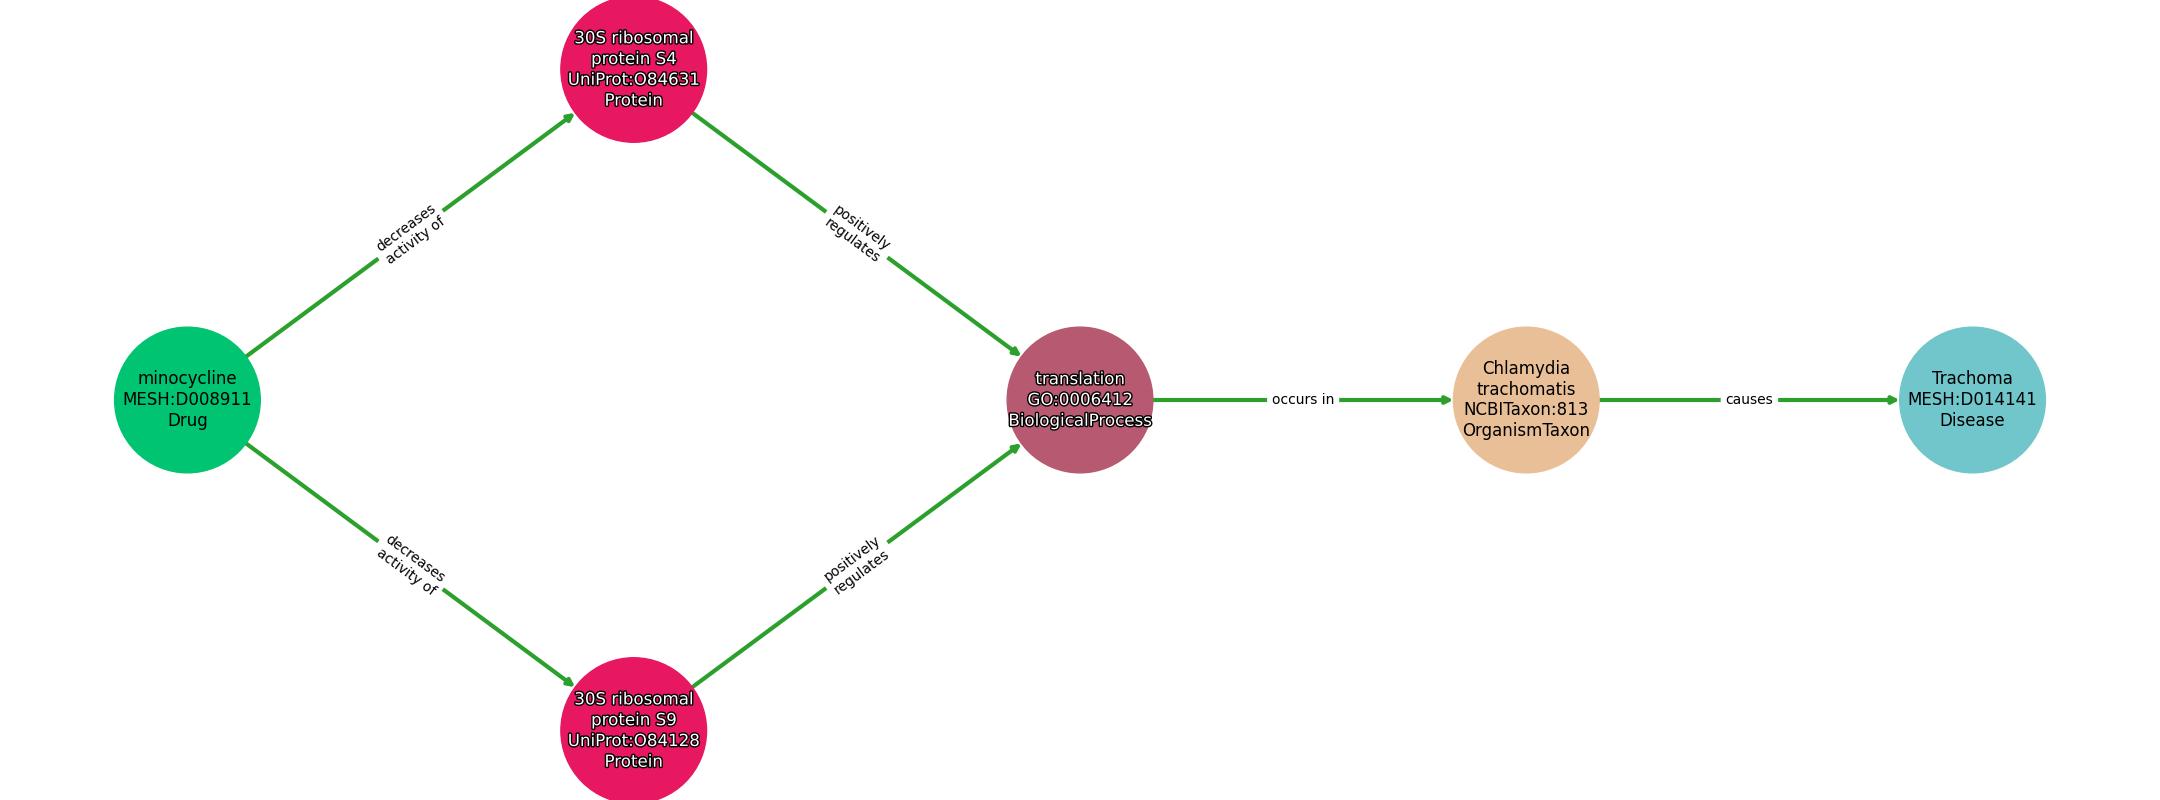 30S ribosomal
protein S4
UniProt:O84631
Protein
decreases
activity of
positively
regulates
minocycline
MESH:D008911
Drug
translation
GO:0006412
BiologicalProcess
occurs in
Chlamydia
trachomatis
NCBITaxon:813
OrganismTaxon
causes
Trachoma
MESH:D014141
Disease
decreases
activity of
positively
regulates
30S ribosomal
protein S9
UniProt:O84128
Protein